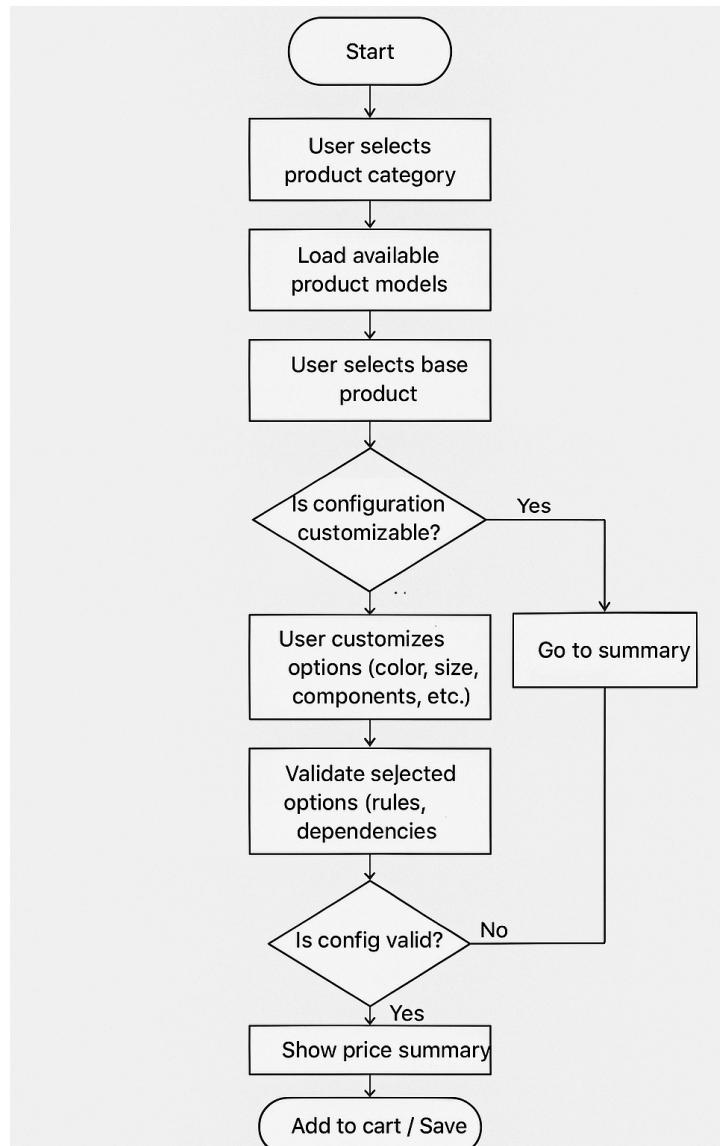 Start
User selects
product category
Load available
product models
User selects base
product
Is configuration
customizable?
Yes
User customizes
options (color, size,
components, etc.)
Go to summary
Validate selected
options (rules,
dependencies
Is config valid?
No
Yes
Show price summary
Add to cart / Save